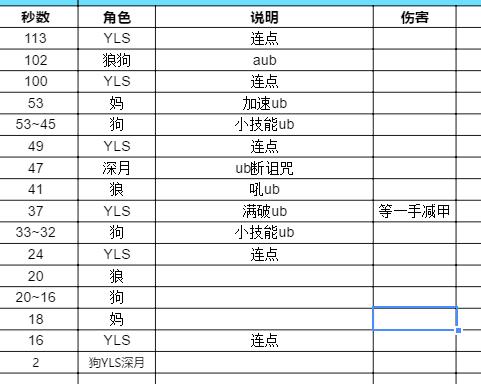 秒数 角色 说明 伤害
113 YLS 连点
102 狼狗 aub
100 YLS 连点
53 妈 加速ub
53~45 狗 小技能ub
49 YLS 连点
47 深月 ub断诅咒
41 狼 吼ub
37 YLS 满破ub 等一手减甲
33~32 狗 小技能ub
24 YLS 连点
20 狼
20~16 狗
18 妈
16 YLS 连点
2 狗YLS深月